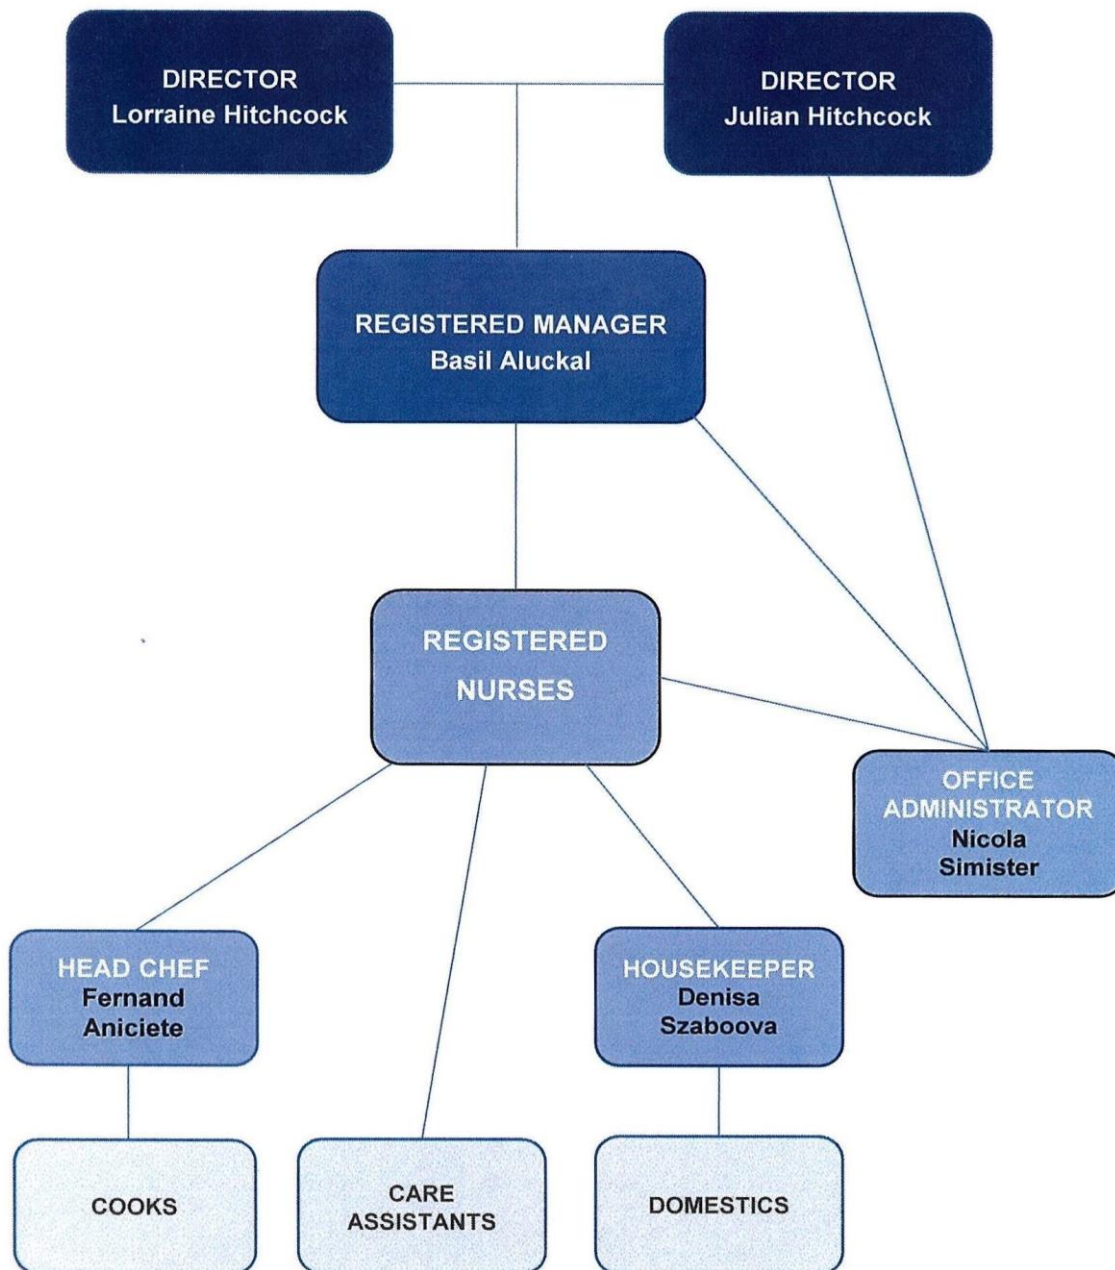 DIRECTOR
Lorraine Hitchcock
DIRECTOR
Julian Hitchcock
REGISTERED MANAGER
Basil Aluckal
REGISTERED
NURSES
OFFICE
ADMINISTRATOR
Nicola
Simister
HEAD CHEF
Fernand
Aniciete
HOUSEKEEPER
Denisa
Szaboova
COOKS
CARE
ASSISTANTS
DOMESTICS